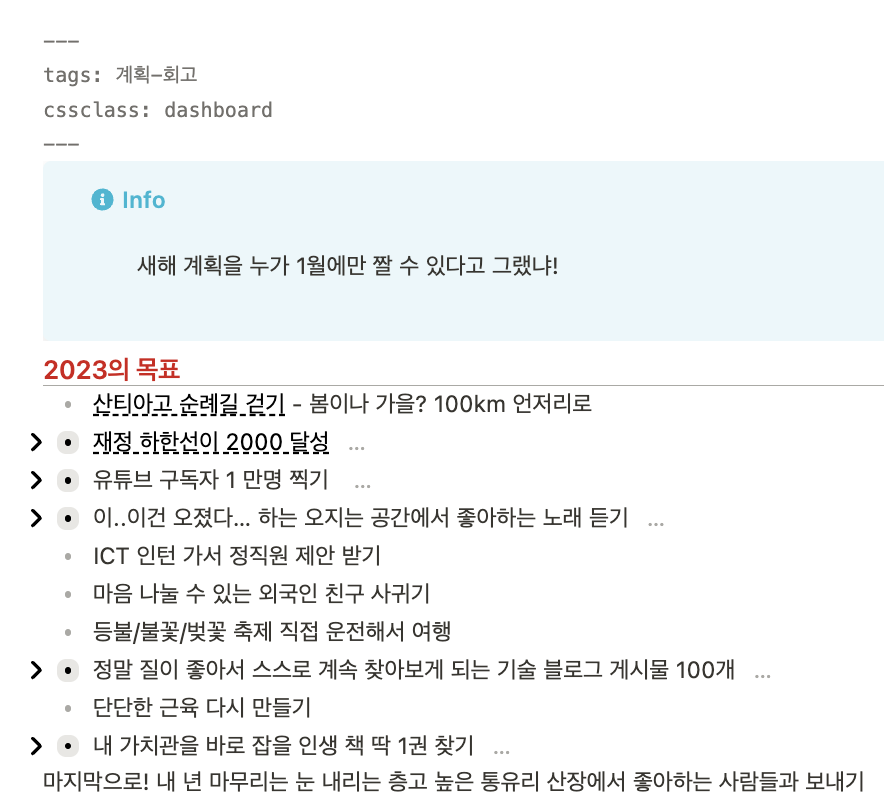 ---
tags: 계획-회고
cssclass: dashboard
---
Info
새해 계획을 누가 1월에만 짤 수 있다고 그랬냐!
2023의 목표
산티아고 순례길 걷기 - 봄이나 가을? 100km 언저리로
재정 하한선이 2000 달성 ...
유튜브 구독자 1 만명 찍기 ...
이..이건 오졌다... 하는 오지는 공간에서 좋아하는 노래 듣기 ...
ICT 인턴 가서 정직원 제안 받기
마음 나눌 수 있는 외국인 친구 사귀기
등불/불꽃/벚꽃 축제 직접 운전해서 여행
정말 질이 좋아서 스스로 계속 찾아보게 되는 기술 블로그 게시물 100개 ...
단단한 근육 다시 만들기
내 가치관을 바로 잡을 인생 책 딱 1권 찾기 ...
마지막으로! 내 년 마무리는 눈 내리는 층고 높은 통유리 산장에서 좋아하는 사람들과 보내기